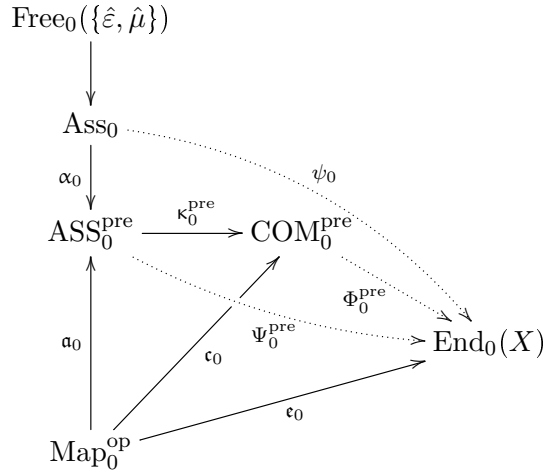 Free₀({ε̂, μ̂})
Ass₀
ψ₀
α₀
κ₀^pre
ASS₀^pre
COM₀^pre
Φ₀^pre
Ψ₀^pre
End₀(X)
𝔞₀
𝔠₀
𝔢₀
Map₀^op